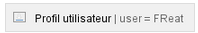 Profil utilisateur | user = FReat